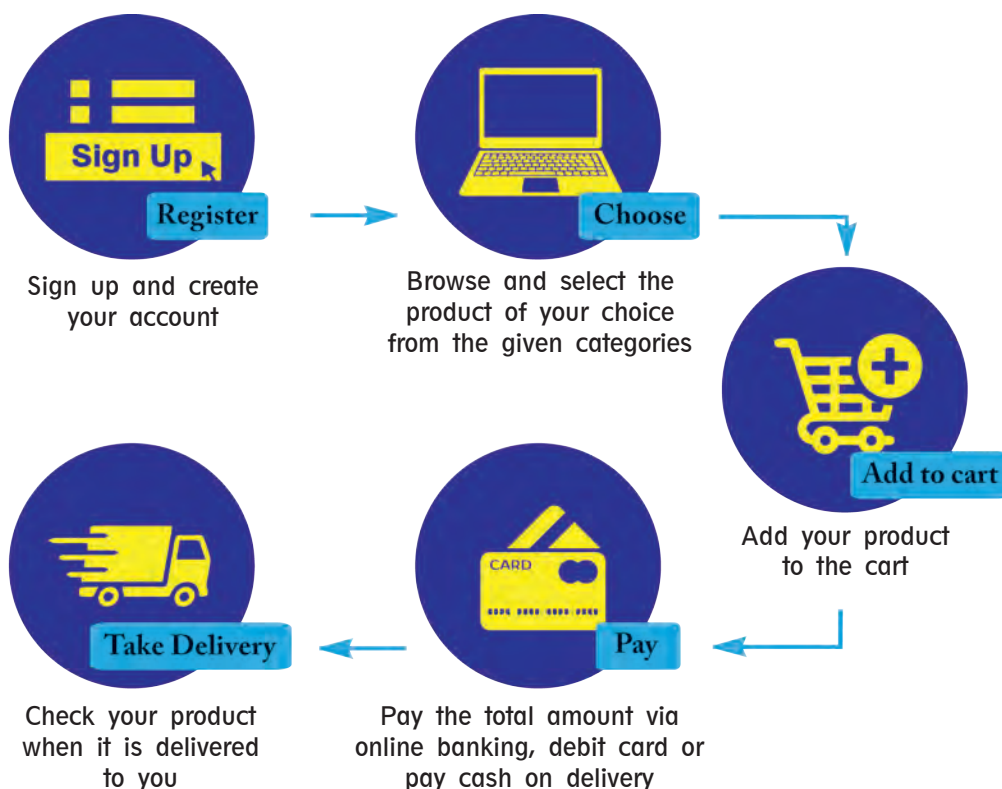 Sign Up
Register
Sign up and create
your account
Choose
Browse and select the
product of your choice
from the given categories
Add to cart
Add your product
to the cart
CARD
Pay
Pay the total amount via
online banking, debit card or
pay cash on delivery
Take Delivery
Check your product
when it is delivered
to you